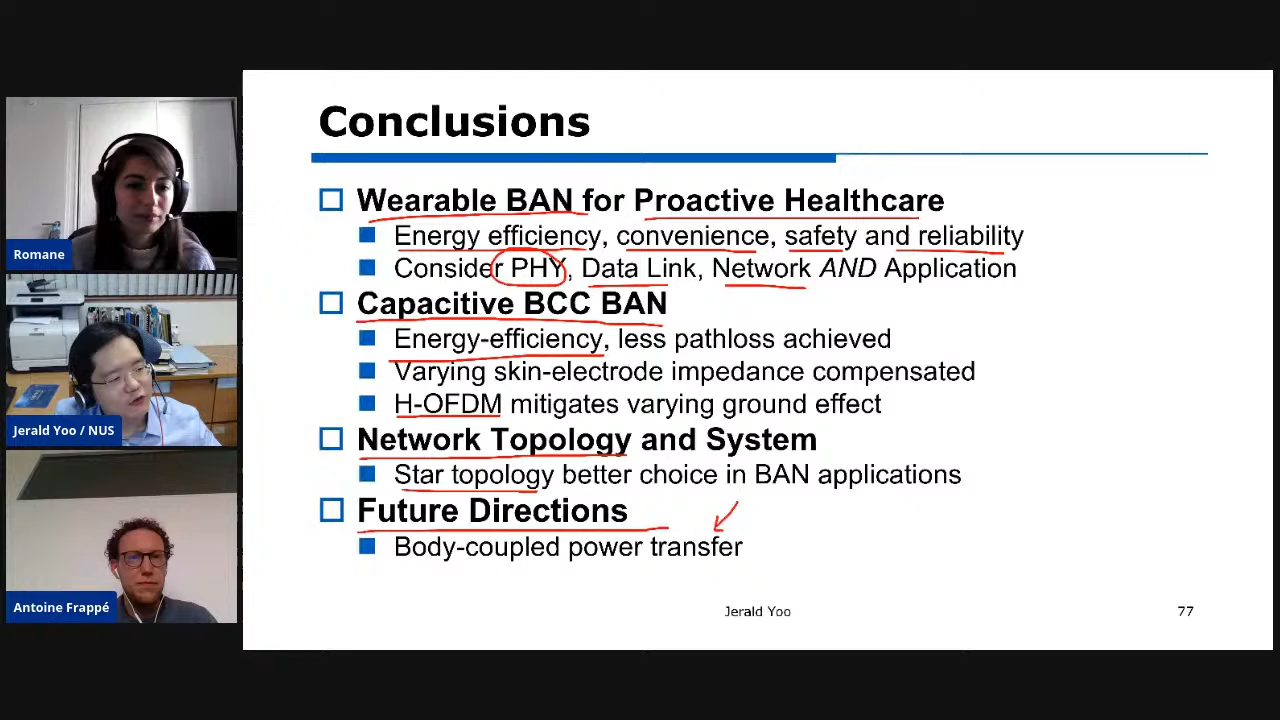 Conclusions
Wearable BAN for Proactive Healthcare
Energy efficiency, convenience, safety and reliability
Consider PHY, Data Link, Network AND Application
Capacitive BCC BAN
Energy-efficiency, less pathloss achieved
Varying skin-electrode impedance compensated
H-OFDM mitigates varying ground effect
Network Topology and System
Star topology better choice in BAN applications
Future Directions
Body-coupled power transfer
Jerald Yoo
77
Romane
Jerald Yoo / NUS
Antoine Frappé